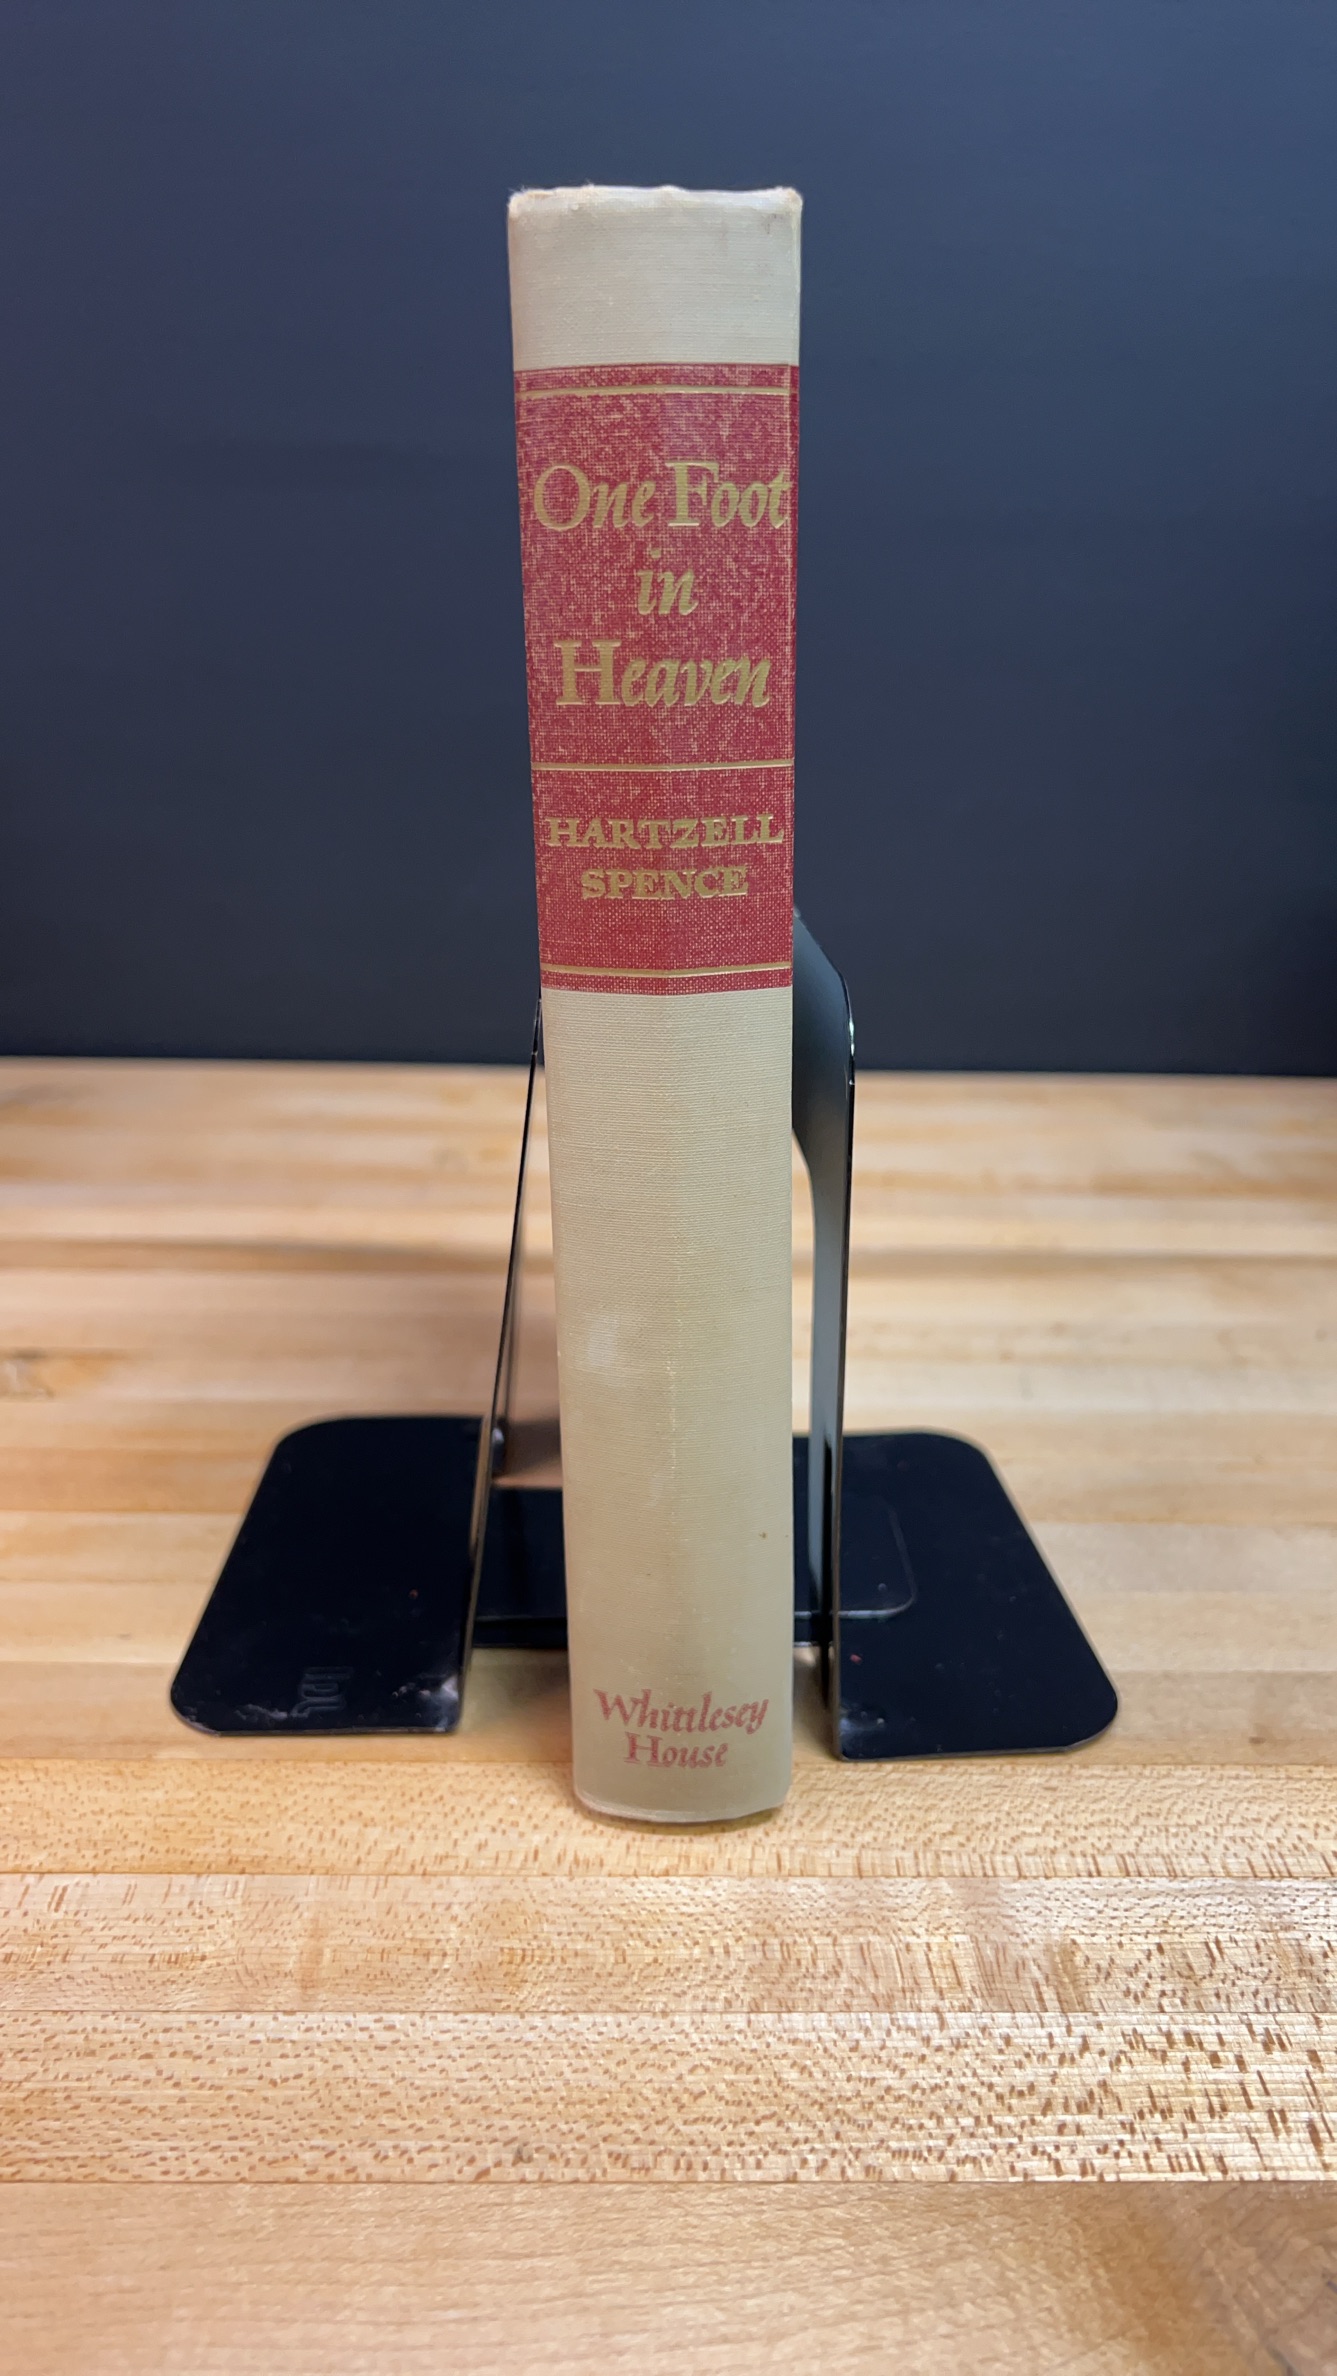 One Foot
in
Heaven
HARTZELL
SPENCE
Whittlesey
House